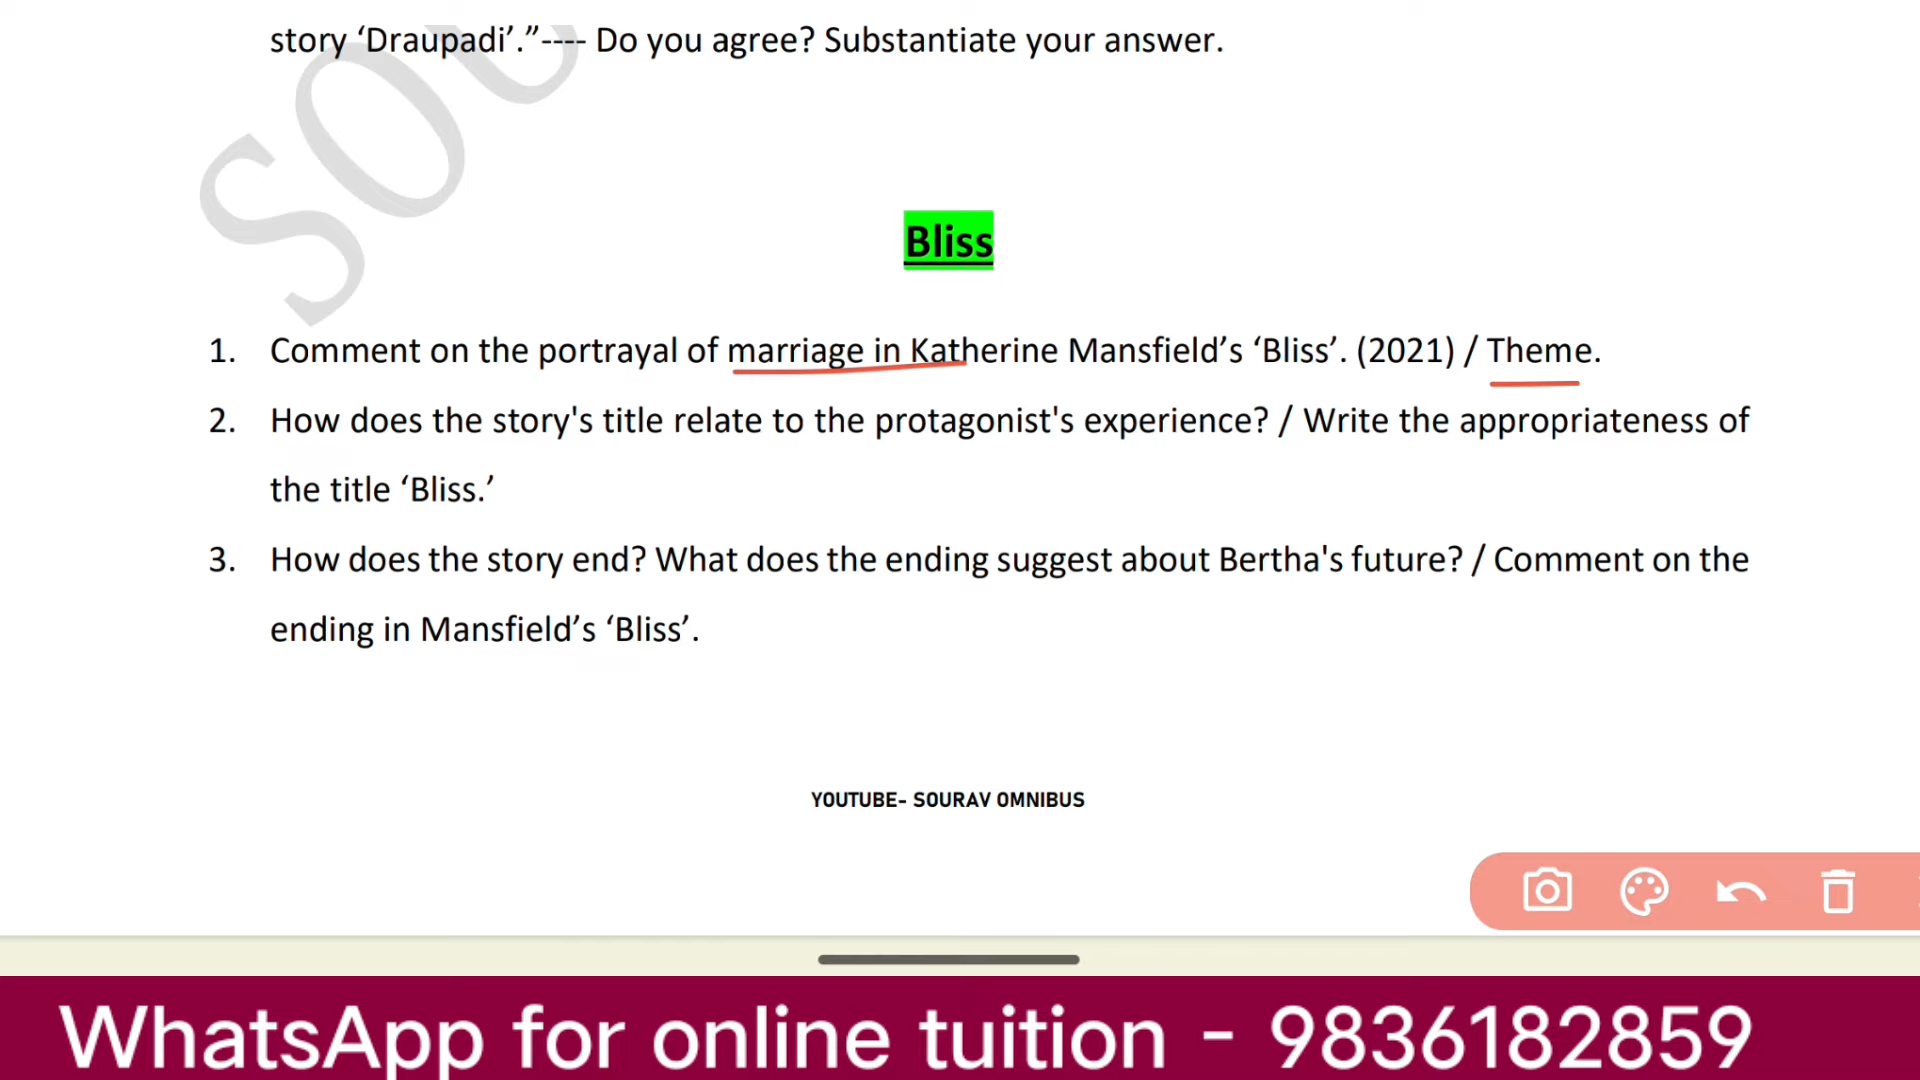 story ‘Draupadi’.”---- Do you agree? Substantiate your answer.
SOU
Bliss
1. Comment on the portrayal of marriage in Katherine Mansfield’s ‘Bliss’. (2021) / Theme.
2. How does the story's title relate to the protagonist's experience? / Write the appropriateness of
the title ‘Bliss.’
3. How does the story end? What does the ending suggest about Bertha's future? / Comment on the
ending in Mansfield’s ‘Bliss’.
YOUTUBE- SOURAV OMNIBUS
WhatsApp for online tuition - 9836182859